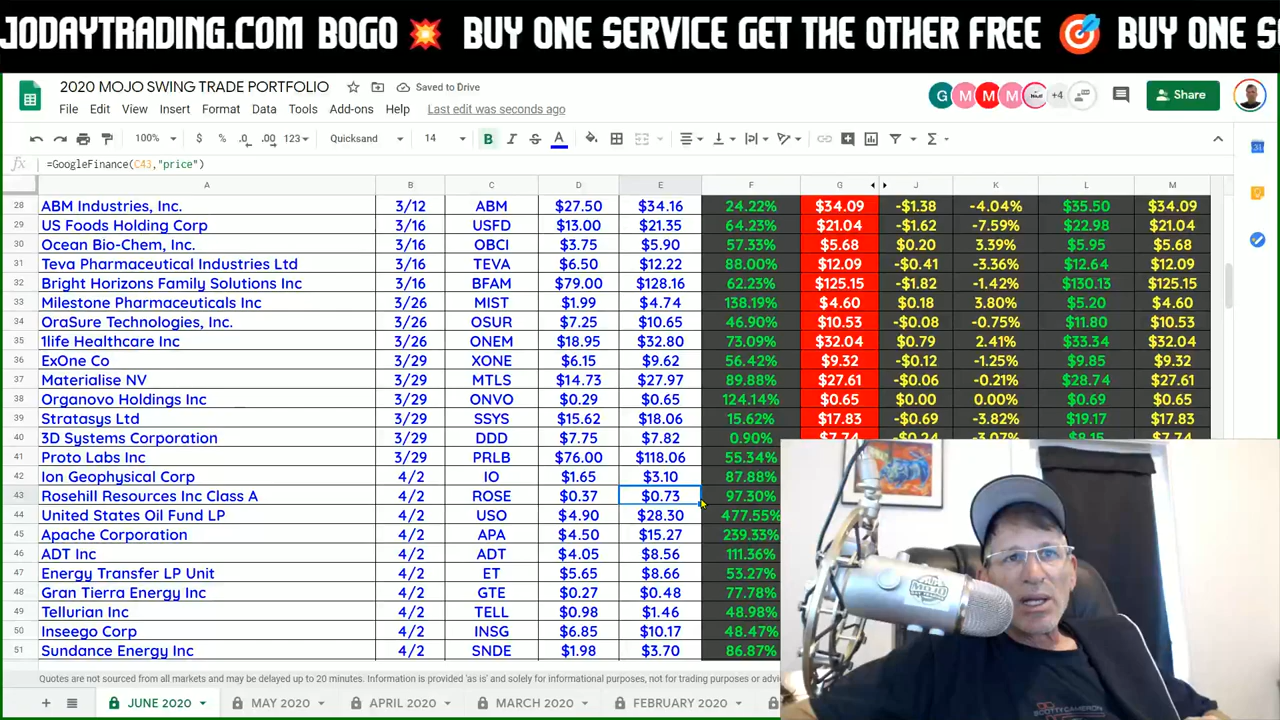 JODAYTRADING.COM BOGO 💥 BUY ONE SERVICE GET THE OTHER FREE 🎯 BUY ONE S
2020 MOJO SWING TRADE PORTFOLIO Saved to Drive
G M M M +4 Share
File Edit View Insert Format Data Tools Add-ons Help Last edit was seconds ago
100% $ % .0 .00 123 Quicksand 14 B I S A
fx =GoogleFinance(C43,"price")
A B C D E F G J K L M
28 ABM Industries, Inc. 3/12 ABM $27.50 $34.16 24.22% $34.09 -$1.38 -4.04% $35.50 $34.09
29 US Foods Holding Corp 3/16 USFD $13.00 $21.35 64.23% $21.04 -$1.62 -7.59% $22.98 $21.04
30 Ocean Bio-Chem, Inc. 3/16 OBCI $3.75 $5.90 57.33% $5.68 $0.20 3.39% $5.95 $5.68
31 Teva Pharmaceutical Industries Ltd 3/16 TEVA $6.50 $12.22 88.00% $12.09 -$0.41 -3.36% $12.64 $12.09
32 Bright Horizons Family Solutions Inc 3/16 BFAM $79.00 $128.16 62.23% $125.15 -$1.82 -1.42% $130.13 $125.15
33 Milestone Pharmaceuticals Inc 3/26 MIST $1.99 $4.74 138.19% $4.60 $0.18 3.80% $5.20 $4.60
34 OraSure Technologies, Inc. 3/26 OSUR $7.25 $10.65 46.90% $10.53 -$0.08 -0.75% $11.80 $10.53
35 1life Healthcare Inc 3/26 ONEM $18.95 $32.80 73.09% $32.04 $0.79 2.41% $33.34 $32.04
36 ExOne Co 3/29 XONE $6.15 $9.62 56.42% $9.32 -$0.12 -1.25% $9.85 $9.32
37 Materialise NV 3/29 MTLS $14.73 $27.97 89.88% $27.61 -$0.06 -0.21% $28.74 $27.61
38 Organovo Holdings Inc 3/29 ONVO $0.29 $0.65 124.14% $0.65 $0.00 0.00% $0.69 $0.65
39 Stratasys Ltd 3/29 SSYS $15.62 $18.06 15.62% $17.83 -$0.69 -3.82% $19.17 $17.83
40 3D Systems Corporation 3/29 DDD $7.75 $7.82 0.90% $7.74 -$0.24 -3.07% $8.15 $7.74
41 Proto Labs Inc 3/29 PRLB $76.00 $118.06 55.34%
42 Ion Geophysical Corp 4/2 IO $1.65 $3.10 87.88%
43 Rosehill Resources Inc Class A 4/2 ROSE $0.37 $0.73 97.30%
44 United States Oil Fund LP 4/2 USO $4.90 $28.30 477.55%
45 Apache Corporation 4/2 APA $4.50 $15.27 239.33%
46 ADT Inc 4/2 ADT $4.05 $8.56 111.36%
47 Energy Transfer LP Unit 4/2 ET $5.65 $8.66 53.27%
48 Gran Tierra Energy Inc 4/2 GTE $0.27 $0.48 77.78%
49 Tellurian Inc 4/2 TELL $0.98 $1.46 48.98%
50 Inseego Corp 4/2 INSG $6.85 $10.17 48.47%
51 Sundance Energy Inc 4/2 SNDE $1.98 $3.70 86.87%
Quotes are not sourced from all markets and may be delayed up to 20 minutes. Information is provided 'as is' and solely for informational purposes, not for trading purposes or adv
JUNE 2020 MAY 2020 APRIL 2020 MARCH 2020 FEBRUARY 2020
MOJO
SCOTTYCAMERON